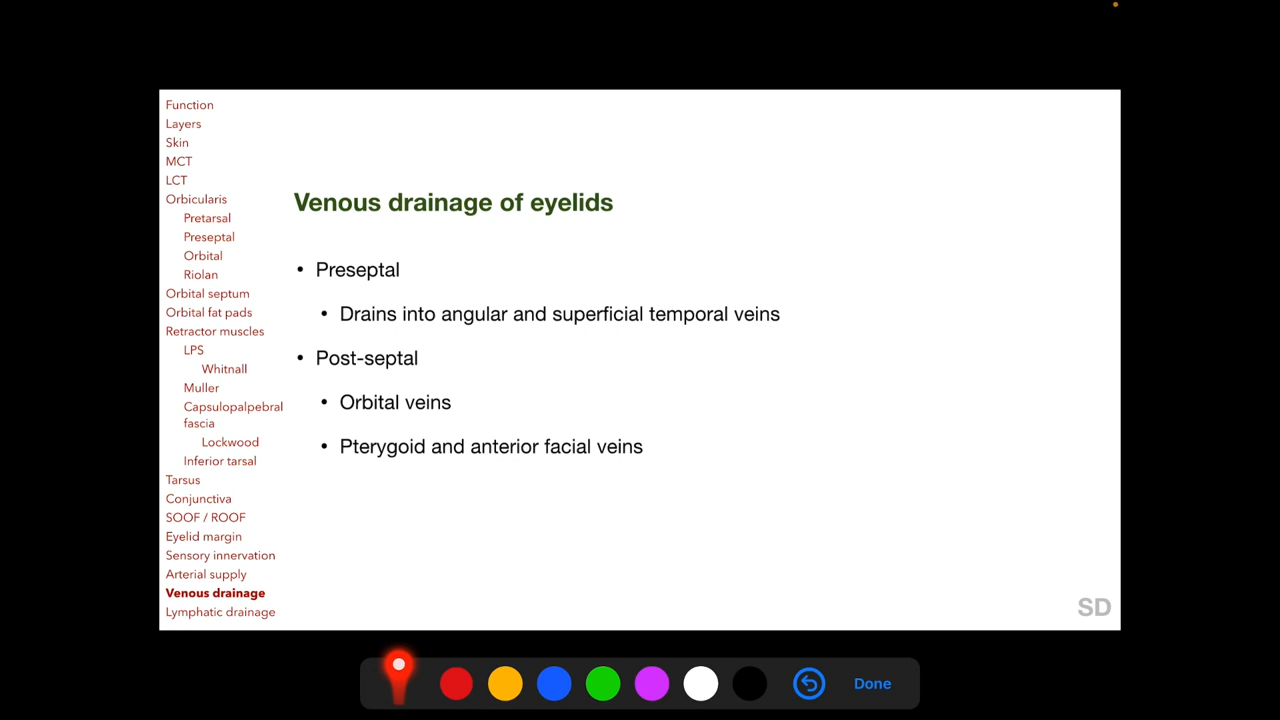 Function
Layers
Skin
MCT
LCT
Orbicularis
Pretarsal
Preseptal
Orbital
Riolan
Orbital septum
Orbital fat pads
Retractor muscles
LPS
Whitnall
Muller
Capsulopalpebral
fascia
Lockwood
Inferior tarsal
Tarsus
Conjunctiva
SOOF / ROOF
Eyelid margin
Sensory innervation
Arterial supply
Venous drainage
Lymphatic drainage
Venous drainage of eyelids
• Preseptal
• Drains into angular and superficial temporal veins
• Post-septal
• Orbital veins
• Pterygoid and anterior facial veins
SD
Done